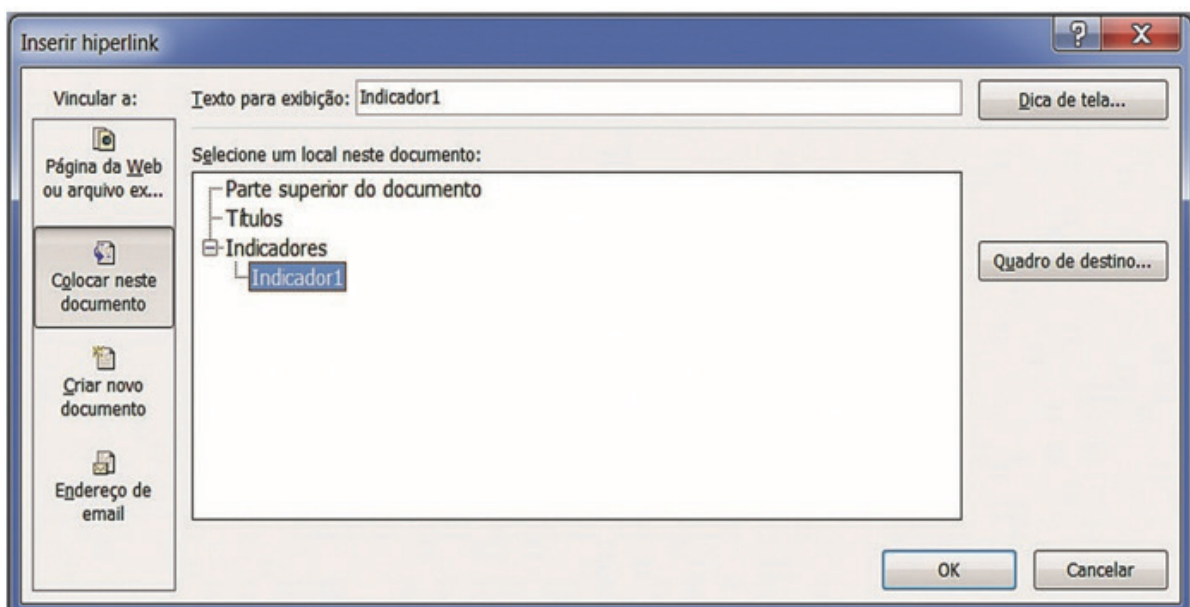 Inserir hiperlink
Vincular a:
Texto para exibição: Indicador1
Dica de tela...
Página da Web
ou arquivo ex...
Colocar neste
documento
Criar novo
documento
Endereço de
email
Selecione um local neste documento:
Parte superior do documento
Títulos
Indicadores
Indicador1
Quadro de destino...
OK
Cancelar